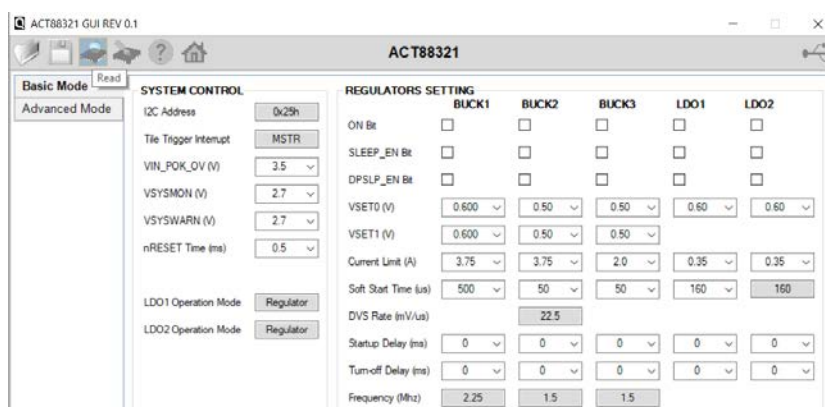 ACT88321 GUI REV 0.1
ACT88321
Read
Basic Mode
Advanced Mode
SYSTEM CONTROL
I2C Address 0x25h
Tile Trigger Interrupt MSTR
VIN_POK_OV (V) 3.5
VSYSMON (V) 2.7
VSYSWARN (V) 2.7
nRESET Time (ms) 0.5
LDO1 Operation Mode Regulator
LDO2 Operation Mode Regulator
REGULATORS SETTING
BUCK1 BUCK2 BUCK3 LDO1 LDO2
ON Bit
SLEEP_EN Bit
DPSLP_EN Bit
VSET0 (V) 0.600 0.50 0.50 0.60 0.60
VSET1 (V) 0.600 0.50 0.50
Current Limit (A) 3.75 3.75 2.0 0.35 0.35
Soft Start Time (us) 500 50 50 160 160
DVS Rate (mV/us) 22.5
Startup Delay (ms) 0 0 0 0 0
Turn-off Delay (ms) 0 0 0 0 0
Frequency (Mhz) 2.25 1.5 1.5